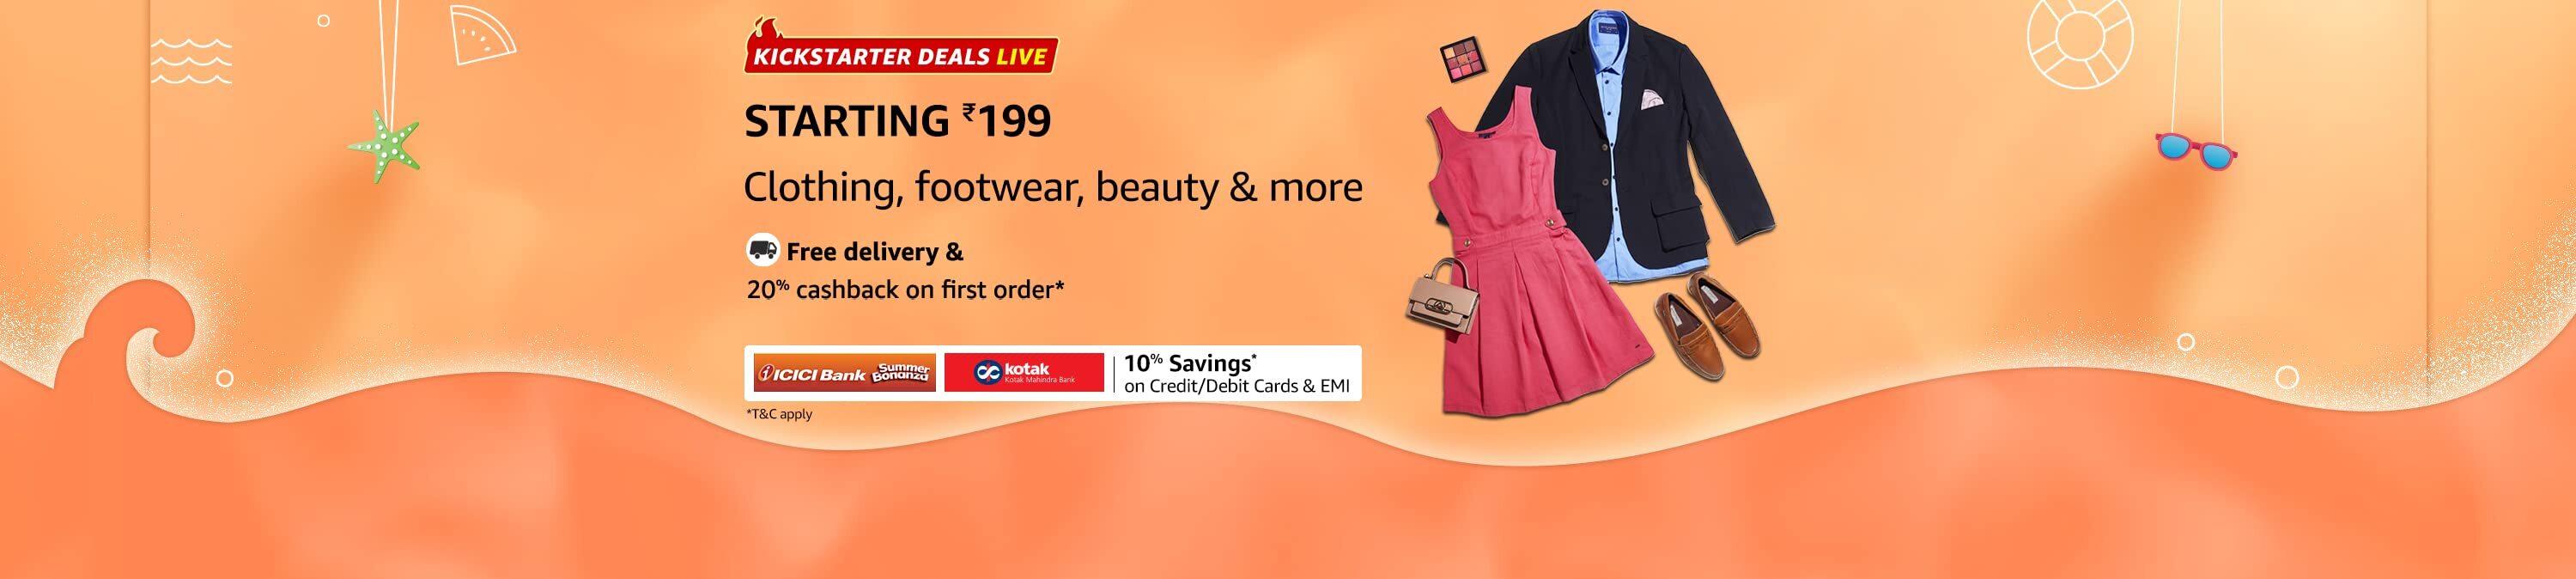 KICKSTARTER DEALS LIVE
STARTING ₹199
Clothing, footwear, beauty & more
Free delivery &
20% cashback on first order*
ICICI Bank Summer Bonanza
kotak
Kotak Mahindra Bank
10% Savings*
on Credit/Debit Cards & EMI
*T&C apply